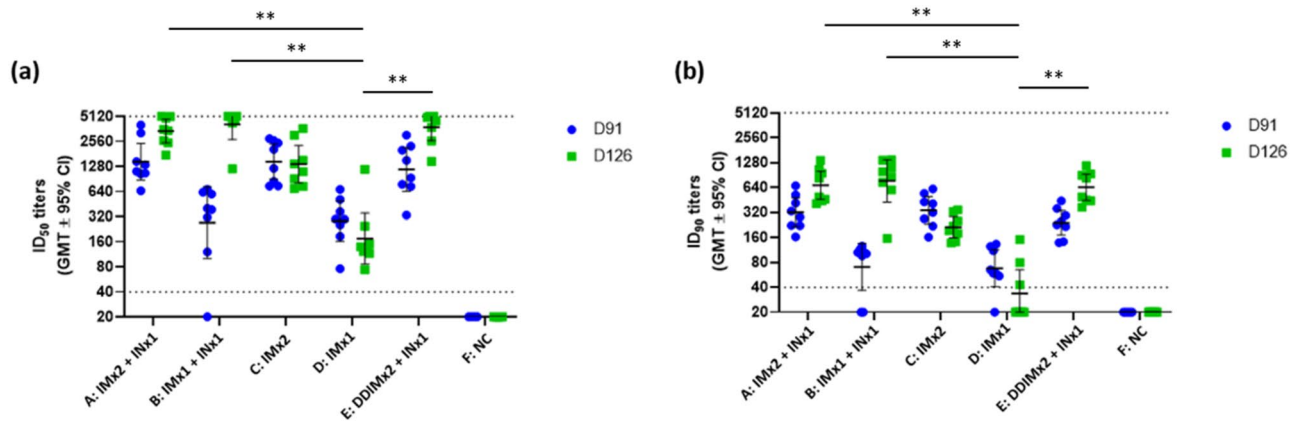 **
**
**
(a)
ID50 titers
(GMT ± 95% CI)
5120
2560
1280
640
320
160
80
40
20
A: IMx2 + INx1
B: IMx1 + INx1
C: IMx2
D: IMx1
E: DDIMx2 + INx1
F: NC
D91
D126
**
**
**
(b)
ID90 titers
(GMT ± 95% CI)
5120
2560
1280
640
320
160
80
40
20
A: IMx2 + INx1
B: IMx1 + INx1
C: IMx2
D: IMx1
E: DDIMx2 + INx1
F: NC
D91
D126